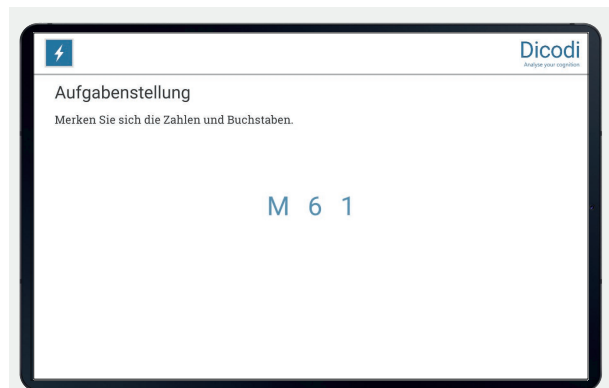 Dicodi
Analyse your cognition
Aufgabenstellung
Merken Sie sich die Zahlen und Buchstaben.
M 6 1